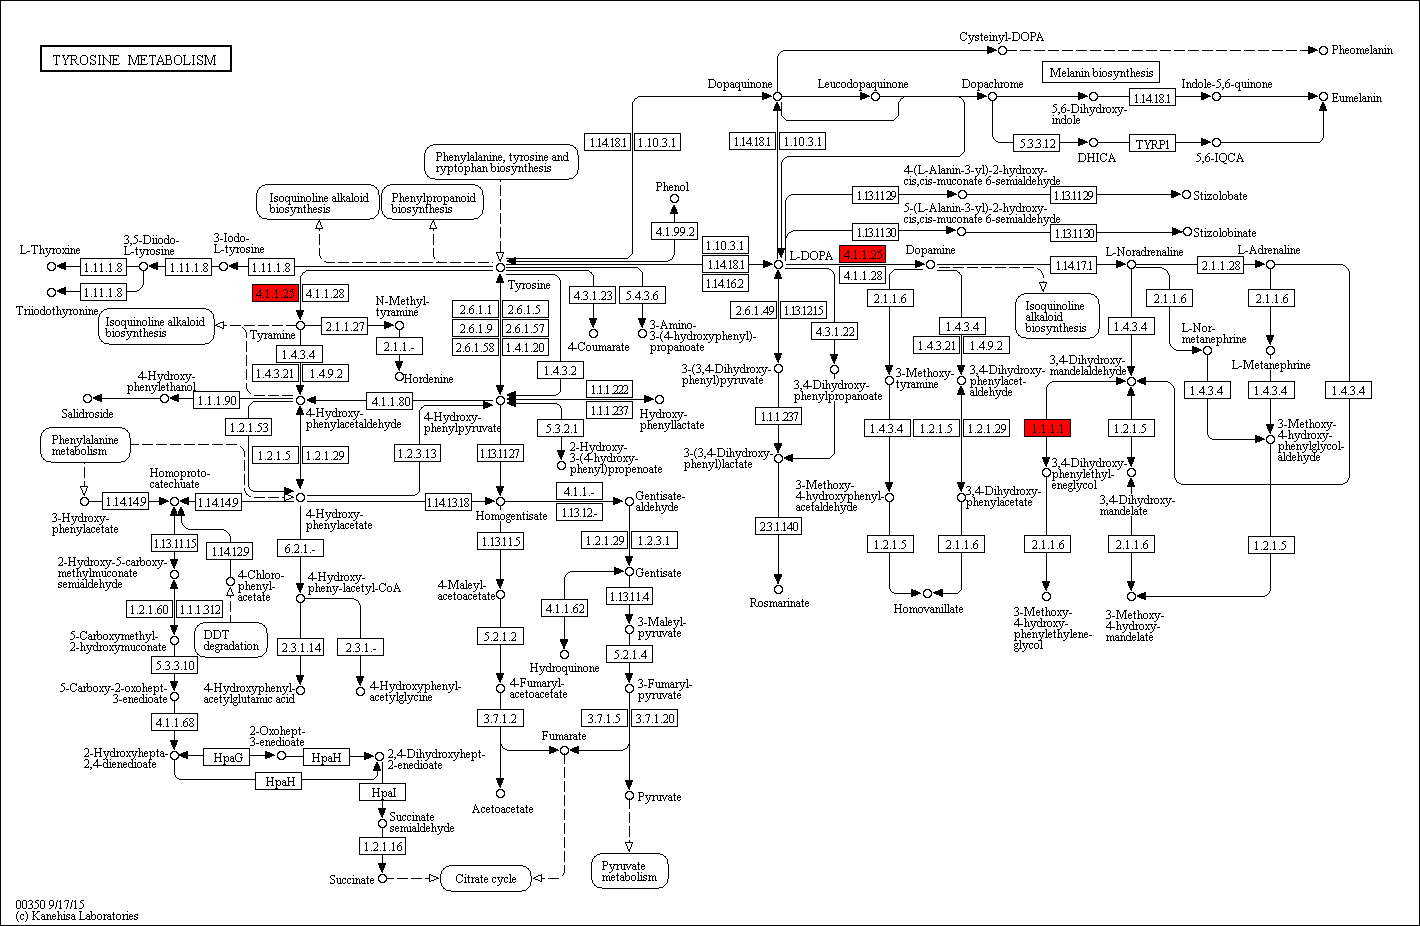 TYROSINE METABOLISM
Cysteinyl-DOPA
Pheomelanin
Melanin biosynthesis
Dopaquinone
Leucodopaquinone
Dopachrome
Indole-5,6-quinone
1.14.18.1
Eumelanin
5,6-Dihydroxy-
indole
1.14.18.1
1.10.3.1
1.14.18.1
1.10.3.1
5.3.3.12
TYRP1
DHICA
5,6-IQCA
Phenylalanine, tyrosine and
ryptophan biosynthesis
Isoquinoline alkaloid
biosynthesis
Phenylpropanoid
biosynthesis
Phenol
4.1.99.2
4-(L-Alanin-3-yl)-2-hydroxy-
cis,cis-muconate 6-semialdehyde
1.13.11.29
1.13.11.29
Stizolobate
5-(L-Alanin-3-yl)-2-hydroxy-
cis,cis-muconate 6-semialdehyde
1.13.11.30
1.13.11.30
Stizolobinate
L-Thyroxine
3,5-Diiodo-
L-tyrosine
3-Iodo-
L-tyrosine
1.11.1.8
1.11.1.8
1.11.1.8
1.11.1.8
Triiodothyronine
1.10.3.1
1.14.18.1
1.14.16.2
L-DOPA
4.1.1.25
4.1.1.28
Dopamine
1.14.17.1
L-Noradrenaline
2.1.1.28
L-Adrenaline
Tyrosine
4.1.1.25
4.1.1.28
N-Methyl-
tyramine
Isoquinoline alkaloid
biosynthesis
Tyramine
2.1.1.27
2.1.1.-
Hordenine
2.6.1.1
2.6.1.5
2.6.1.9
2.6.1.57
2.6.1.58
1.4.1.20
4.3.1.23
5.4.3.6
4-Coumarate
3-Amino-
3-(4-hydroxyphenyl)-
propanoate
2.6.1.49
1.13.12.15
4.3.1.22
2.1.1.6
1.4.3.4
1.4.3.21
1.4.9.2
Isoquinoline
alkaloid
biosynthesis
2.1.1.6
2.1.1.6
1.4.3.4
L-Nor-
metanephrine
L-Metanephrine
1.4.3.4
1.4.3.21
1.4.9.2
1.4.3.2
3-(3,4-Dihydroxy-
phenyl)pyruvate
3,4-Dihydroxy-
phenylpropanoate
3-Methoxy-
tyramine
3,4-Dihydroxy-
phenylacet-
aldehyde
3,4-Dihydroxy-
mandelaldehyde
1.4.3.4
1.4.3.4
1.4.3.4
4-Hydroxy-
phenylethanol
Salidroside
1.1.1.90
4-Hydroxy-
phenylacetaldehyde
4.1.1.80
4-Hydroxy-
phenylpyruvate
1.1.1.222
1.1.1.237
Hydroxy-
phenyllactate
1.1.1.237
Phenylalanine
metabolism
1.2.1.53
1.2.1.5
1.2.1.29
1.2.3.13
1.13.11.27
5.3.2.1
2-Hydroxy-
3-(4-hydroxy-
phenyl)propenoate
1.4.3.4
1.2.1.5
1.2.1.29
1.1.1.1
1.2.1.5
3-Methoxy-
4-hydroxy-
phenylglycol-
aldehyde
3-(3,4-Dihydroxy-
phenyl)lactate
3-Methoxy-
4-hydroxyphenyl-
acetaldehyde
3,4-Dihydroxy-
phenylacetate
3,4-Dihydroxy-
phenylethyl-
eneglycol
3,4-Dihydroxy-
mandelate
Homoproto-
catechuate
1.14.14.9
1.14.14.9
3-Hydroxy-
phenylacetate
4-Hydroxy-
phenylacetate
1.14.13.18
Homogentisate
4.1.1.-
1.13.12.-
Gentisate-
aldehyde
2.3.1.140
1.13.11.15
1.14.12.9
6.2.1.-
1.13.11.5
1.2.1.29
1.2.3.1
1.2.1.5
2.1.1.6
2.1.1.6
2.1.1.6
1.2.1.5
2-Hydroxy-5-carboxy-
methylmuconate
semialdehyde
4-Chloro-
phenyl-
acetate
4-Hydroxy-
pheny-lacetyl-CoA
4-Maleyl-
acetoacetate
Gentisate
1.2.1.60
1.1.1.312
4.1.1.62
1.13.11.4
Rosmarinate
Homovanillate
3-Methoxy-
4-hydroxy-
phenylethylene-
glycol
3-Methoxy-
4-hydroxy-
mandelate
5-Carboxymethyl-
2-hydroxymuconate
DDT
degradation
2.3.1.14
2.3.1.-
5.2.1.2
3-Maleyl-
pyruvate
5.3.3.10
Hydroquinone
5.2.1.4
5-Carboxy-2-oxohept-
3-enedioate
4-Hydroxyphenyl-
acetylglutamic acid
4-Hydroxyphenyl-
acetylglycine
4-Fumaryl-
acetoacetate
3-Fumaryl-
pyruvate
4.1.1.68
3.7.1.2
3.7.1.5
3.7.1.20
2-Oxohept-
3-enedioate
Fumarate
2-Hydroxyhepta-
2,4-dienedioate
HpaG
HpaH
2,4-Dihydroxyhept-
2-enedioate
HpaH
HpaI
Acetoacetate
Pyruvate
Succinate
semialdehyde
1.2.1.16
Succinate
Citrate cycle
Pyruvate
metabolism
00350 9/17/15
(c) Kanehisa Laboratories